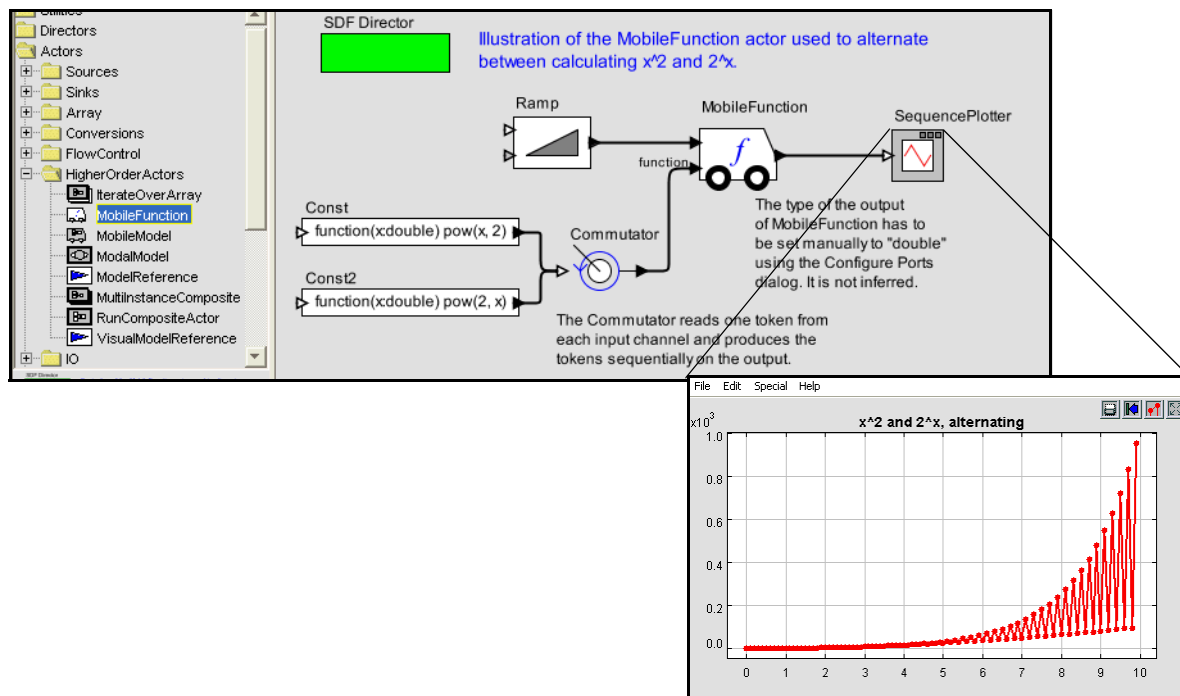 Utilities
Directors
Actors
Sources
Sinks
Array
Conversions
FlowControl
HigherOrderActors
IterateOverArray
MobileFunction
MobileModel
ModalModel
ModelReference
MultiInstanceComposite
RunCompositeActor
VisualModelReference
IO
SDF Director
SDF Director
Illustration of the MobileFunction actor used to alternate
between calculating x^2 and 2^x.
Ramp
MobileFunction
SequencePlotter
function
Const
function(x:double) pow(x, 2)
Const2
function(x:double) pow(2, x)
Commutator
The type of the output
of MobileFunction has to
be set manually to "double"
using the Configure Ports
dialog. It is not inferred.
The Commutator reads one token from
each input channel and produces the
tokens sequentially on the output.
File Edit Special Help
x10^3
x^2 and 2^x, alternating
1.0
0.8
0.6
0.4
0.2
0.0
0 1 2 3 4 5 6 7 8 9 10